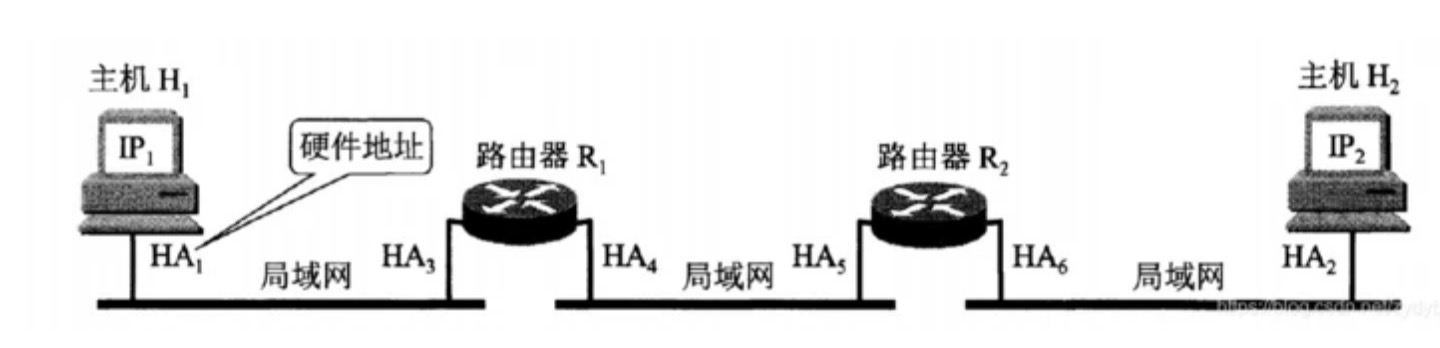 主机 H₁
IP₁
硬件地址
路由器 R₁
路由器 R₂
主机 H₂
IP₂
HA₁
局域网
HA₃
HA₄
局域网
HA₅
HA₆
局域网
HA₂